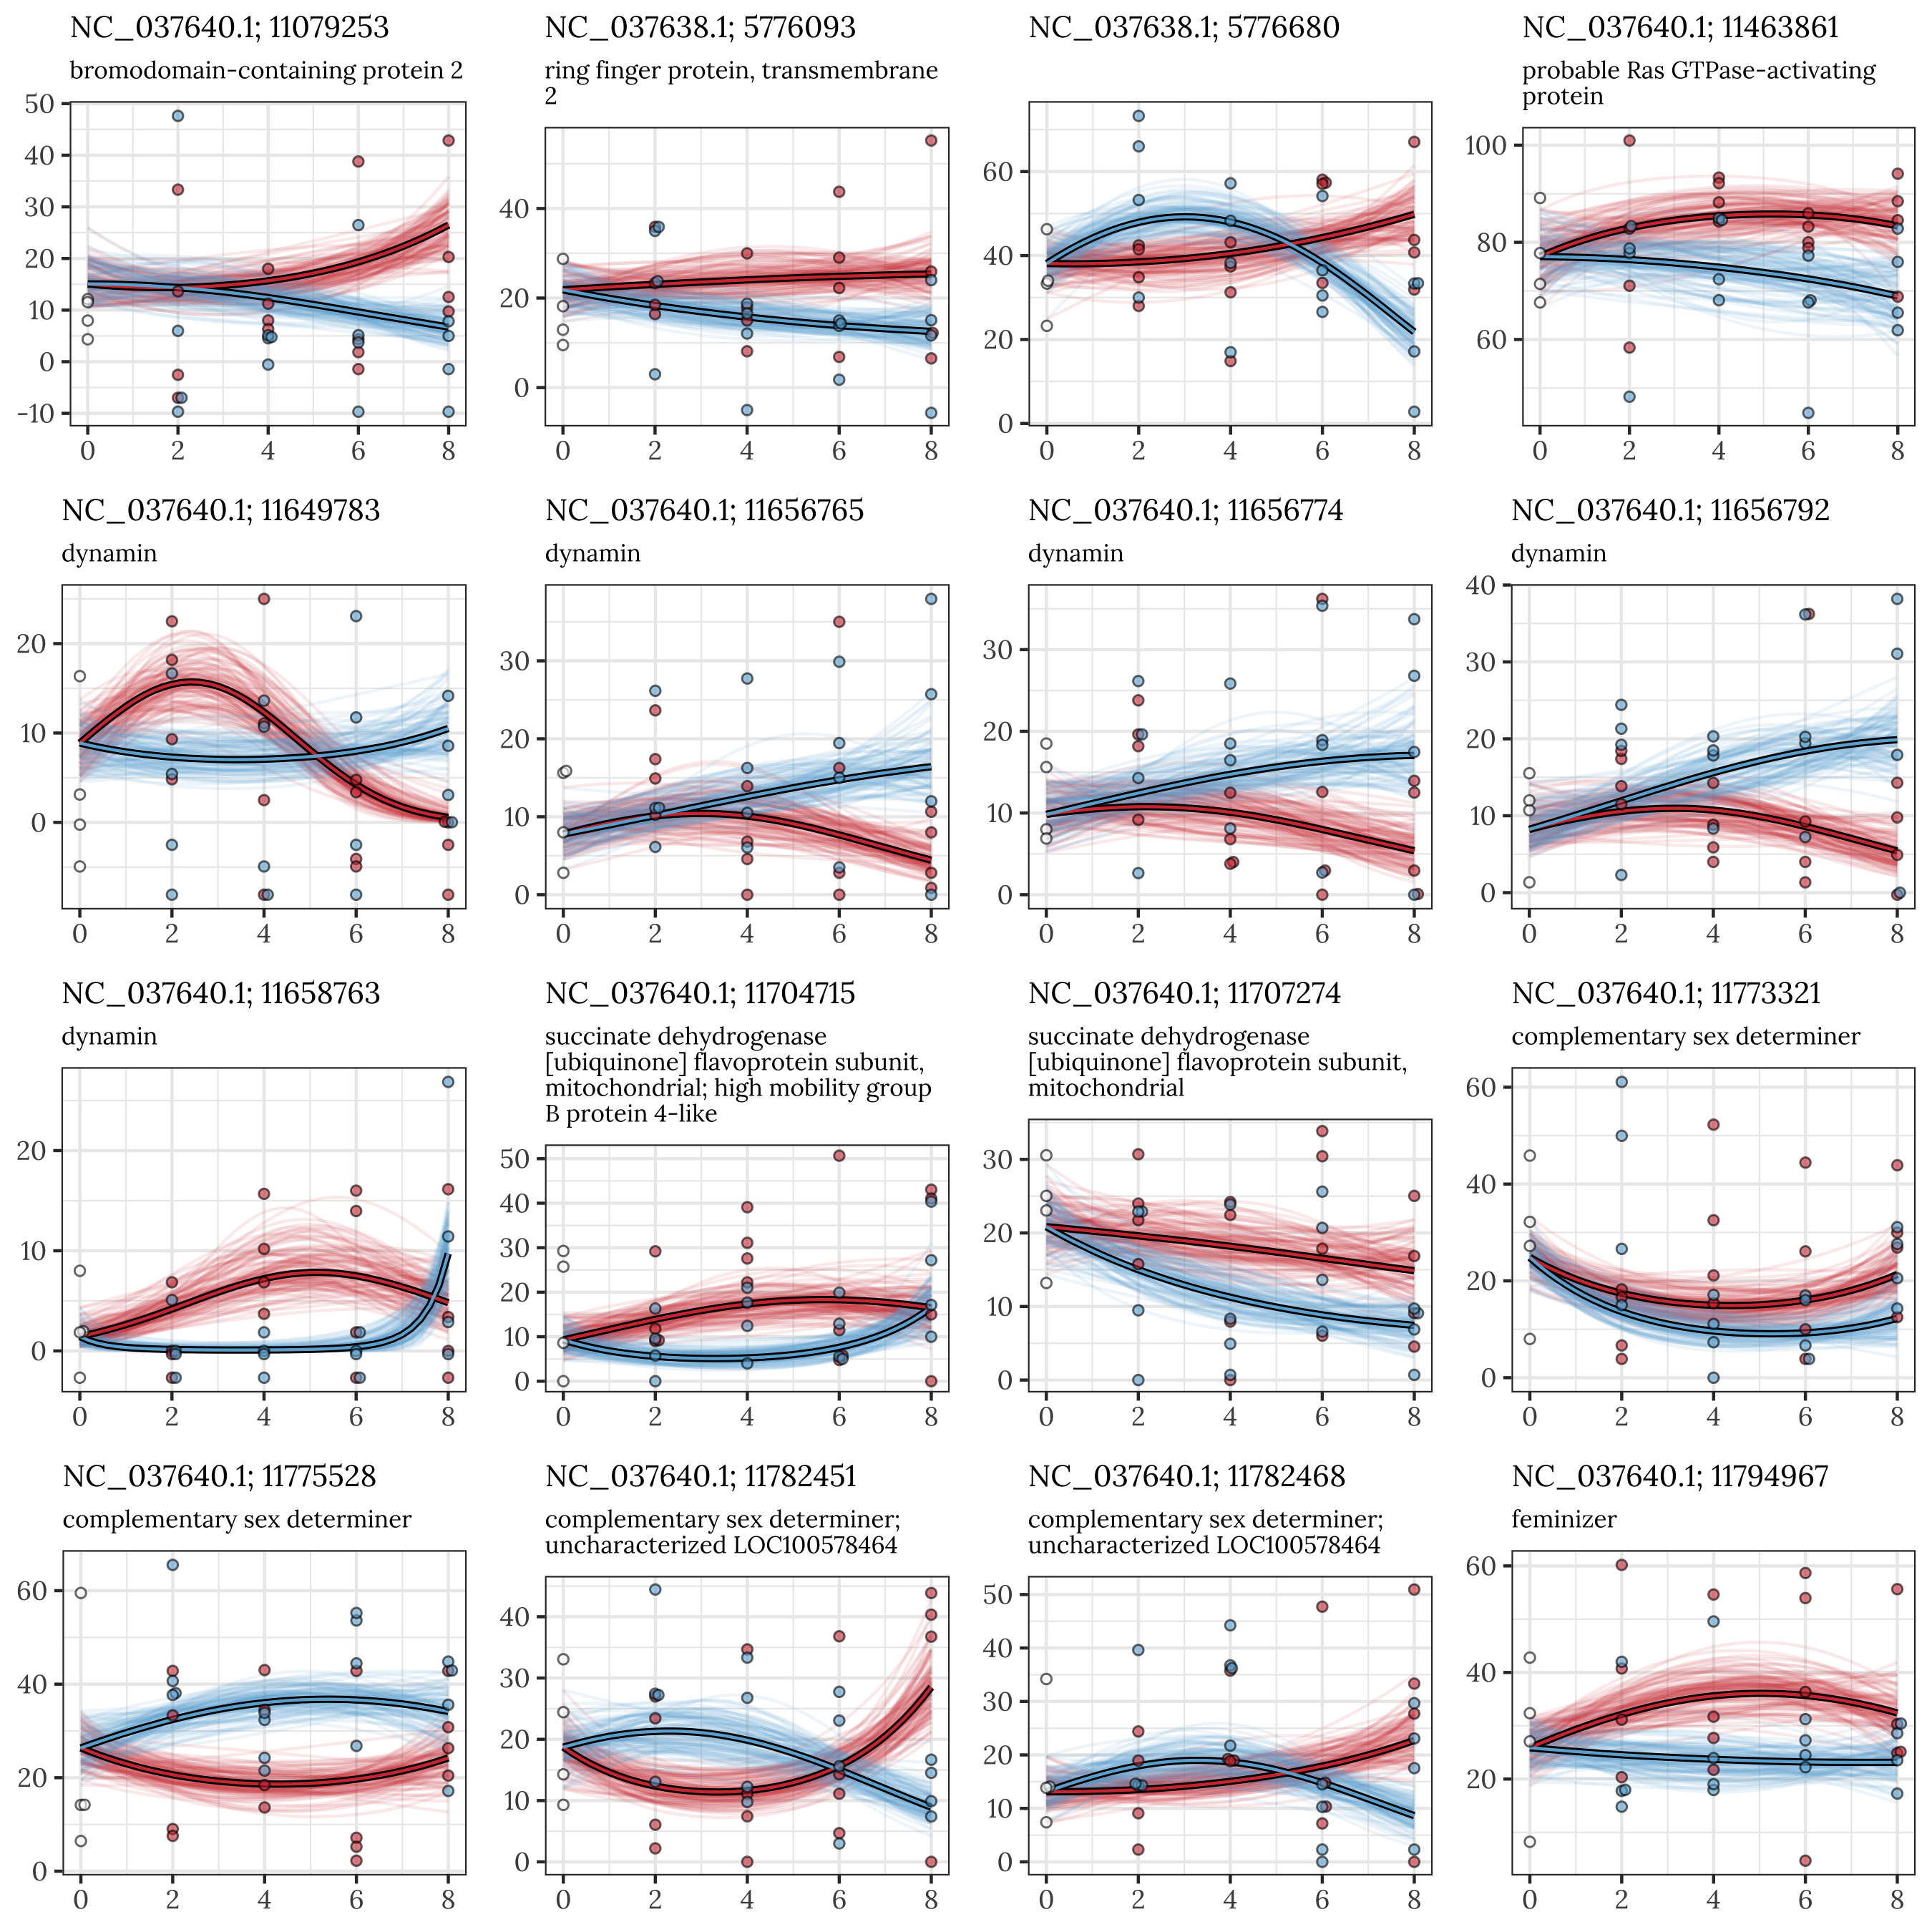 NC_037640.1; 11079253
bromodomain-containing protein 2
50
40
30
20
10
0
-10
0 2 4 6 8
NC_037638.1; 5776093
ring finger protein, transmembrane
2
40
20
0
0 2 4 6 8
NC_037638.1; 5776680
60
40
20
0
0 2 4 6 8
NC_037640.1; 11463861
probable Ras GTPase-activating
protein
100
80
60
0 2 4 6 8
NC_037640.1; 11649783
dynamin
20
10
0
0 2 4 6 8
NC_037640.1; 11656765
dynamin
30
20
10
0
0 2 4 6 8
NC_037640.1; 11656774
dynamin
30
20
10
0
0 2 4 6 8
NC_037640.1; 11656792
dynamin
40
30
20
10
0
0 2 4 6 8
NC_037640.1; 11658763
dynamin
20
10
0
0 2 4 6 8
NC_037640.1; 11704715
succinate dehydrogenase
[ubiquinone] flavoprotein subunit,
mitochondrial; high mobility group
B protein 4-like
50
40
30
20
10
0
0 2 4 6 8
NC_037640.1; 11707274
succinate dehydrogenase
[ubiquinone] flavoprotein subunit,
mitochondrial
30
20
10
0
0 2 4 6 8
NC_037640.1; 11773321
complementary sex determiner
60
40
20
0
0 2 4 6 8
NC_037640.1; 11775528
complementary sex determiner
60
40
20
0
0 2 4 6 8
NC_037640.1; 11782451
complementary sex determiner;
uncharacterized LOC100578464
40
30
20
10
0
0 2 4 6 8
NC_037640.1; 11782468
complementary sex determiner;
uncharacterized LOC100578464
50
40
30
20
10
0
0 2 4 6 8
NC_037640.1; 11794967
feminizer
60
40
20
0 2 4 6 8